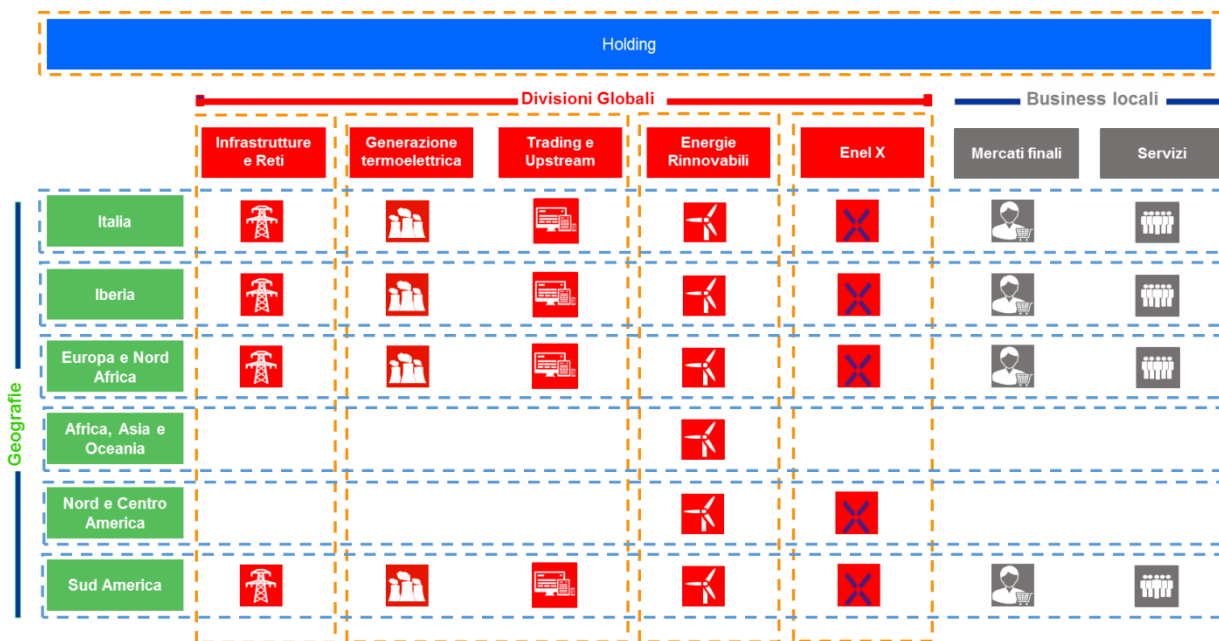 Holding
Divisioni Globali
Business locali
Infrastrutture
e Reti
Generazione
termoelettrica
Trading e
Upstream
Energie
Rinnovabili
Enel X
Mercati finali
Servizi
Geografie
Italia
Iberia
Europa e Nord
Africa
Africa, Asia e
Oceania
Nord e Centro
America
Sud America